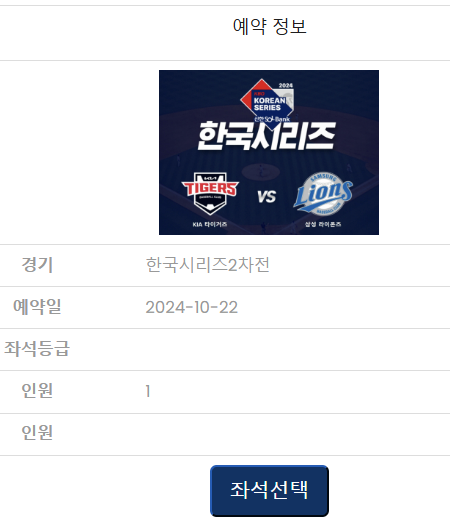 예약 정보
2024
KOREAN
SERIES
신한 SOL Bank
한국시리즈
KIA
TIGERS
VS
SAMSUNG
Lions
KIA 타이거즈
삼성 라이온즈
경기 한국시리즈2차전
예약일 2024-10-22
좌석등급
인원 1
인원
좌석선택